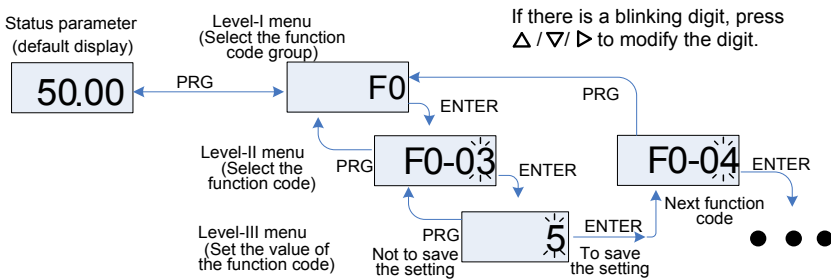 Status parameter
(default display)
50.00
PRG
Level-I menu
(Select the function
code group)
F0
ENTER
If there is a blinking digit, press
△ / ▽/ ▷ to modify the digit.
PRG
Level-II menu
(Select the
function code)
PRG
F0-03
ENTER
F0-04
ENTER
Level-III menu
(Set the value of
the function code)
PRG
Not to save
the setting
5
ENTER
To save
the setting
Next function
code
● ● ●